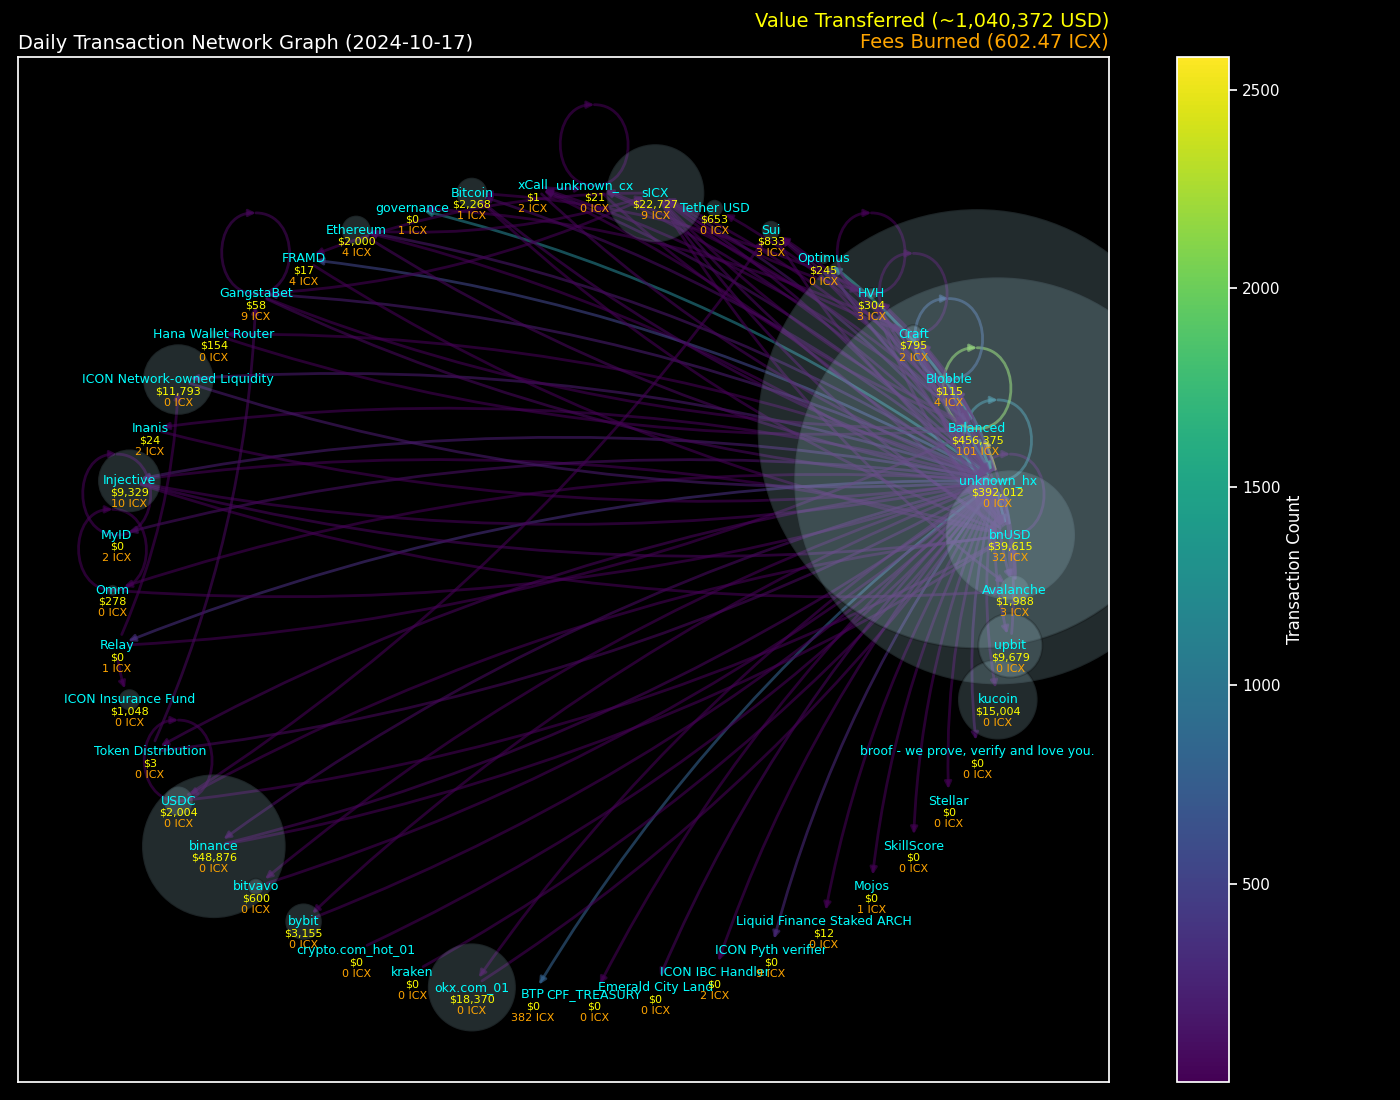 Value Transferred (~1,040,372 USD)
Daily Transaction Network Graph (2024-10-17)
Fees Burned (602.47 ICX)
xCall
$1
2 ICX
unknown_cx
$21
0 ICX
sICX
$22,727
9 ICX
Bitcoin
$2,268
1 ICX
Tether USD
$653
0 ICX
governance
$0
1 ICX
Ethereum
$2,000
4 ICX
Sui
$833
3 ICX
FRAMD
$17
4 ICX
Optimus
$245
0 ICX
GangstaBet
$58
9 ICX
HVH
$304
3 ICX
Hana Wallet Router
$154
0 ICX
Craft
$795
2 ICX
ICON Network-owned Liquidity
$11,793
0 ICX
Blobble
$115
4 ICX
Inanis
$24
2 ICX
Balanced
$456,375
101 ICX
Injective
$9,329
10 ICX
unknown_hx
$392,012
0 ICX
MyID
$0
2 ICX
bnUSD
$39,615
32 ICX
Omm
$278
0 ICX
Avalanche
$1,988
3 ICX
Relay
$0
1 ICX
upbit
$9,679
0 ICX
ICON Insurance Fund
$1,048
0 ICX
kucoin
$15,004
0 ICX
Token Distribution
$3
0 ICX
broof - we prove, verify and love you.
$0
0 ICX
USDC
$2,004
0 ICX
Stellar
$0
0 ICX
binance
$48,876
0 ICX
SkillScore
$0
0 ICX
bitvavo
$600
0 ICX
Mojos
$0
1 ICX
bybit
$3,155
0 ICX
Liquid Finance Staked ARCH
$12
0 ICX
crypto.com_hot_01
$0
0 ICX
ICON Pyth verifier
$0
ICX
kraken
$0
0 ICX
ICON IBC Handler
$0
2 ICX
okx.com_01
$18,370
0 ICX
Emerald City Land
$0
0 ICX
BTP
$0
382 ICX
CPF_TREASURY
$0
0 ICX
2500
2000
1500
1000
500
Transaction Count